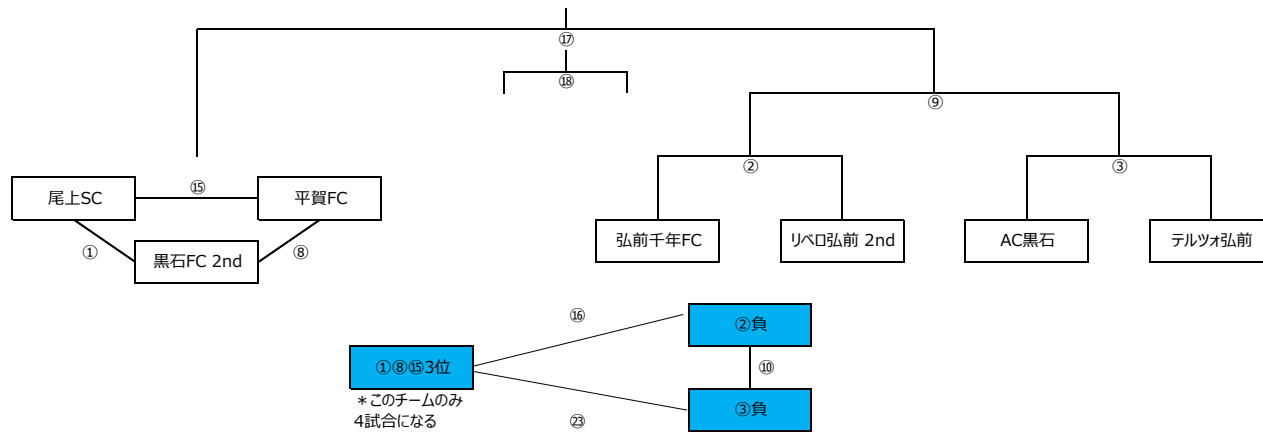 ⑰
⑱
⑨
②
③
⑮
尾上SC
平賀FC
①
⑧
黒石FC 2nd
弘前千年FC
リベロ弘前 2nd
AC黒石
テルツォ弘前
⑯
②負
①⑧⑮3位
⑩
＊このチームのみ
4試合になる
③負
㉓